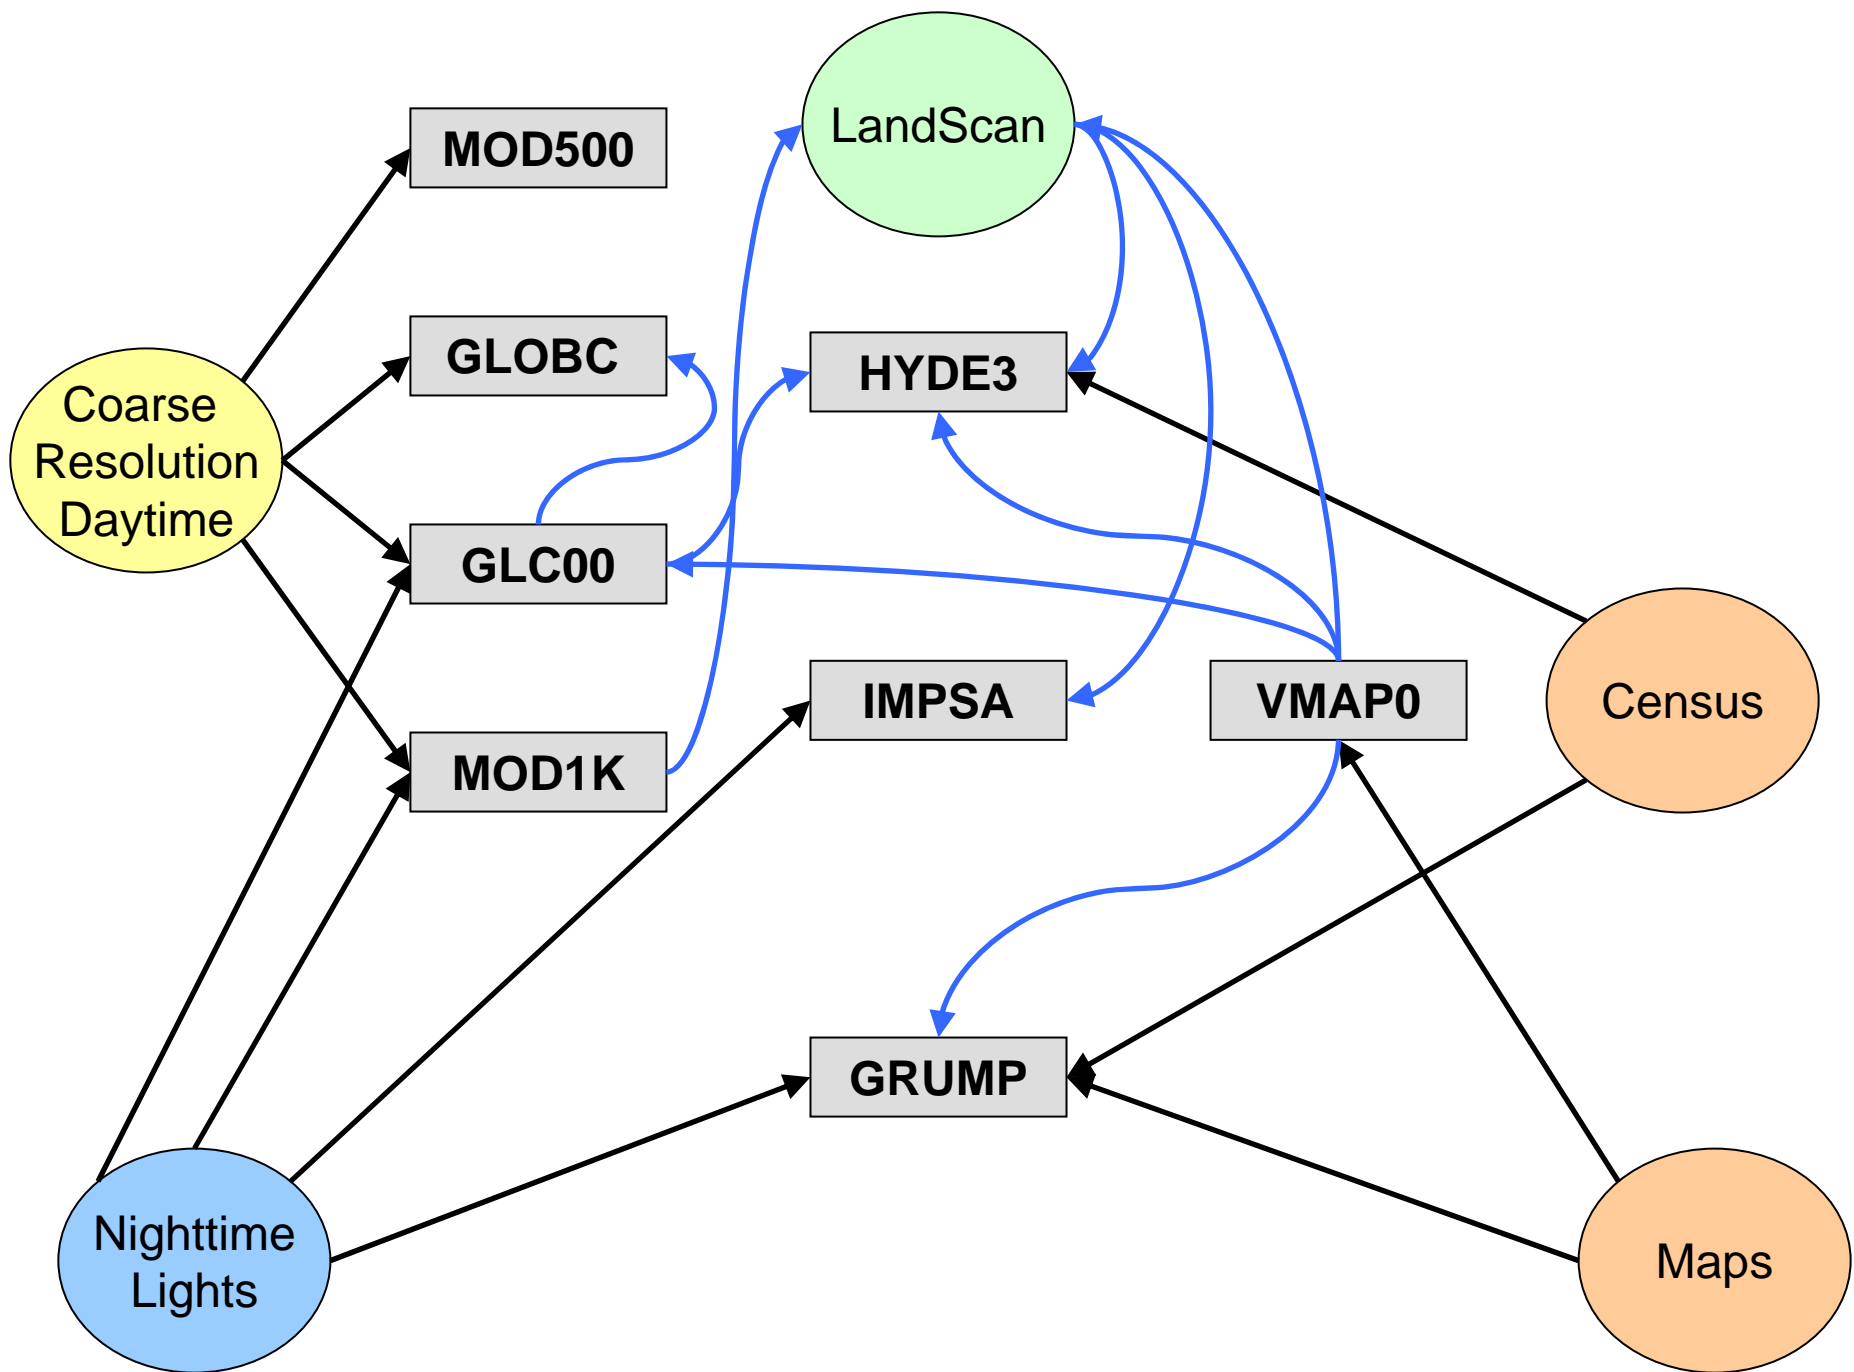 LandScan
MOD500
GLOBC
HYDE3
Coarse
Resolution
Daytime
GLC00
IMPSA
VMAP0
Census
MOD1K
GRUMP
Nighttime
Lights
Maps